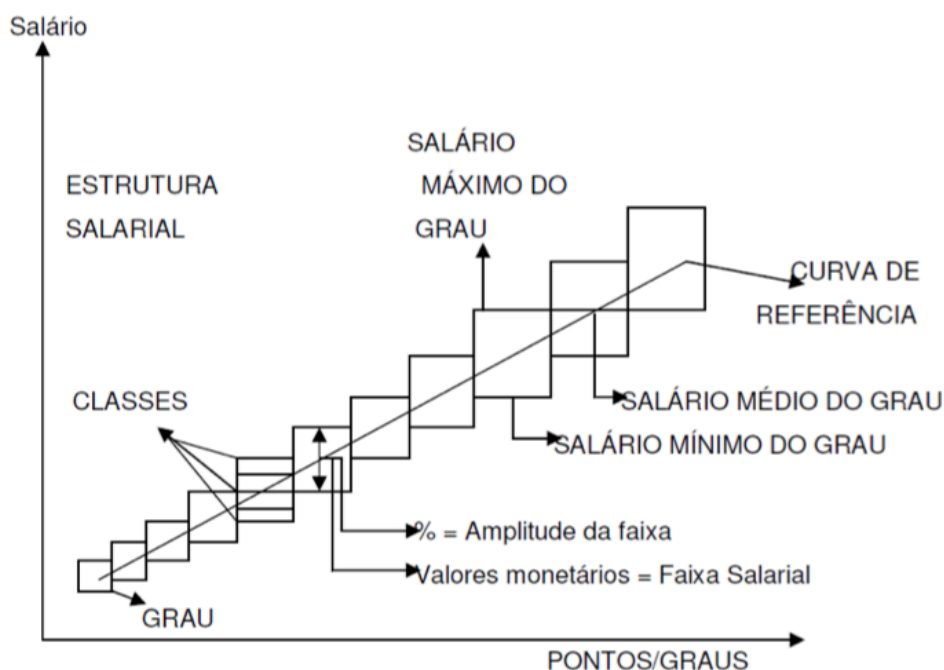 Salário
SALÁRIO
MÁXIMO DO
GRAU
ESTRUTURA
SALARIAL
CURVA DE
REFERÊNCIA
CLASSES
SALÁRIO MÉDIO DO GRAU
SALÁRIO MÍNIMO DO GRAU
% = Amplitude da faixa
Valores monetários = Faixa Salarial
GRAU
PONTOS/GRAUS